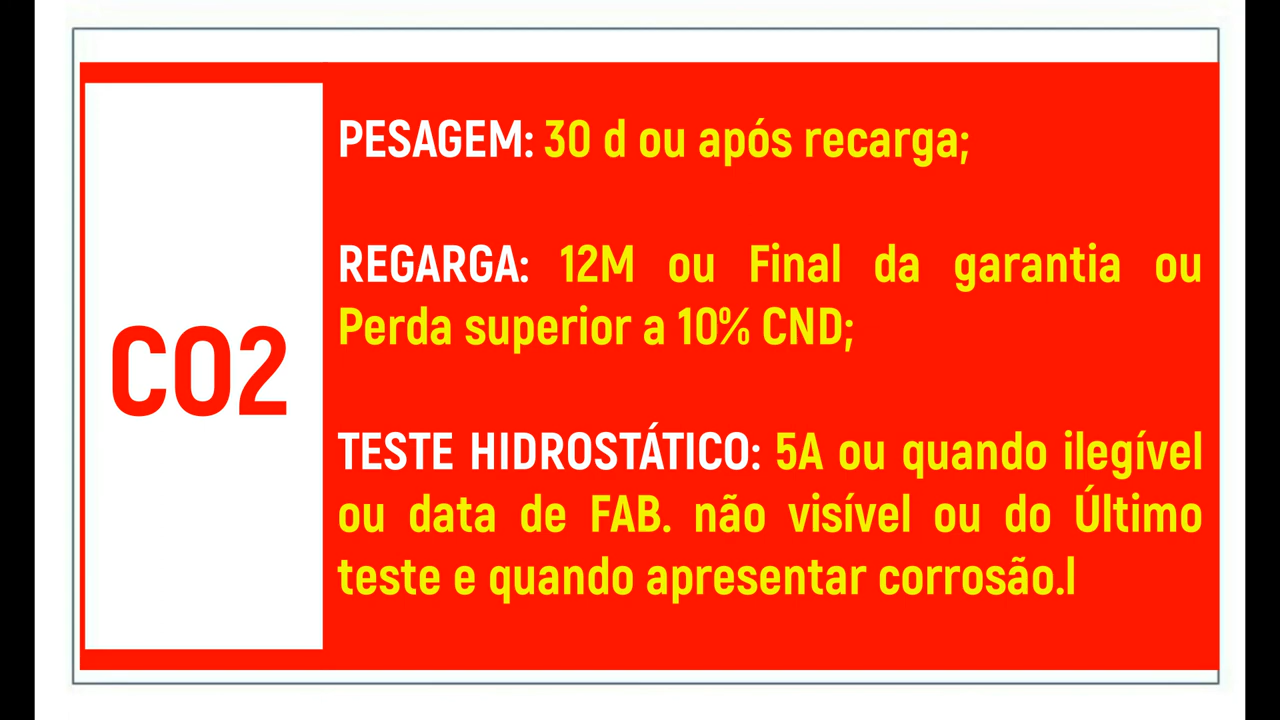 CO2
PESAGEM: 30 d ou após recarga;
REGARGA: 12M ou Final da garantia ou
Perda superior a 10% CND;
TESTE HIDROSTÁTICO: 5A ou quando ilegível
ou data de FAB. não visível ou do Último
teste e quando apresentar corrosão.l